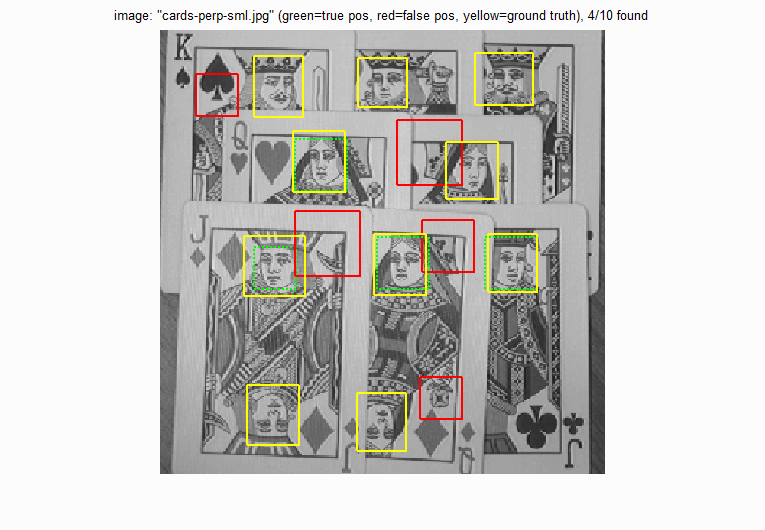 image: "cards-perp-sml.jpg" (green=true pos, red=false pos, yellow=ground truth), 4/10 found
K
Q
J
J
Q
J